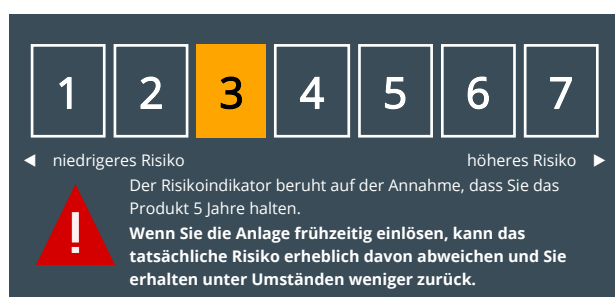 1 2 3 4 5 6 7
niedrigeres Risiko höheres Risiko
Der Risikoindikator beruht auf der Annahme, dass Sie das
Produkt 5 Jahre halten.
Wenn Sie die Anlage frühzeitig einlösen, kann das
tatsächliche Risiko erheblich davon abweichen und Sie
erhalten unter Umständen weniger zurück.
!